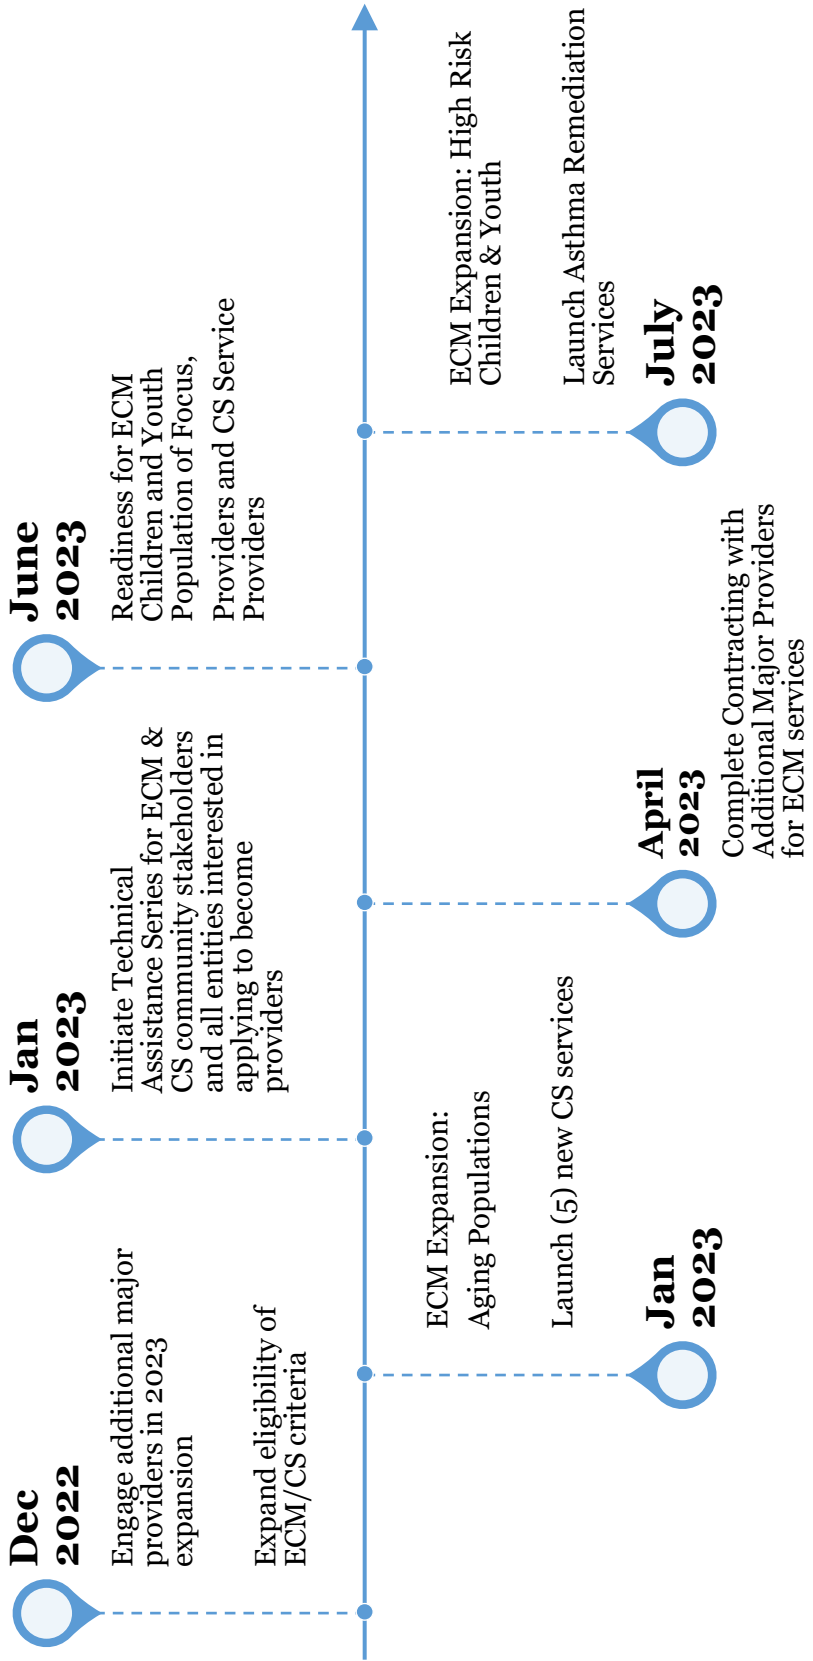 Dec
2022
Engage additional major
providers in 2023
expansion
Expand eligibility of
ECM/CS criteria
Jan
2023
ECM Expansion:
Aging Populations
Launch (5) new CS services
Jan
2023
Initiate Technical
Assistance Series for ECM &
CS community stakeholders
and all entities interested in
applying to become
providers
April
2023
Complete Contracting with
Additional Major Providers
for ECM services
June
2023
Readiness for ECM
Children and Youth
Population of Focus,
Providers and CS Service
Providers
July
2023
ECM Expansion: High Risk
Children & Youth
Launch Asthma Remediation
Services